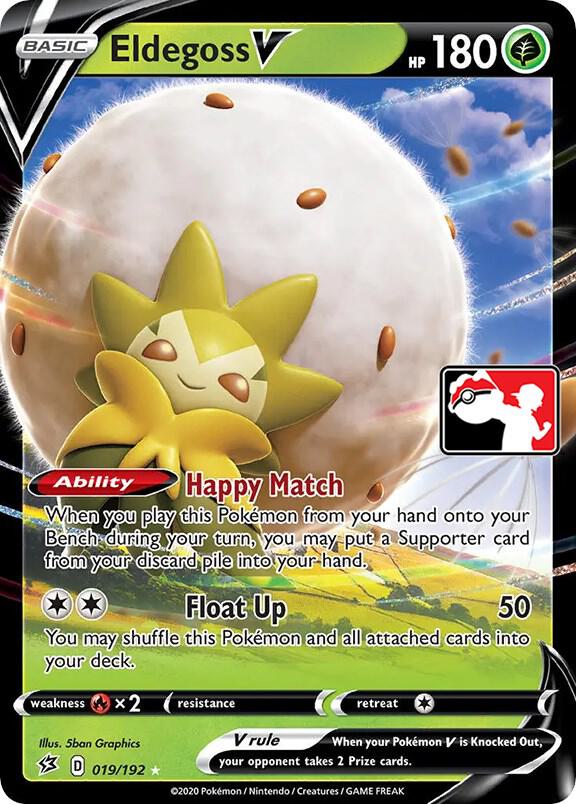 BASIC Eldegoss V HP 180
Ability Happy Match
When you play this Pokémon from your hand onto your
Bench during your turn, you may put a Supporter card
from your discard pile into your hand.
Float Up 50
You may shuffle this Pokémon and all attached cards into
your deck.
weakness ×2 resistance retreat
Illus. 5ban Graphics
V rule When your Pokémon V is Knocked Out,
your opponent takes 2 Prize cards.
D 019/192
©2020 Pokémon / Nintendo / Creatures / GAME FREAK